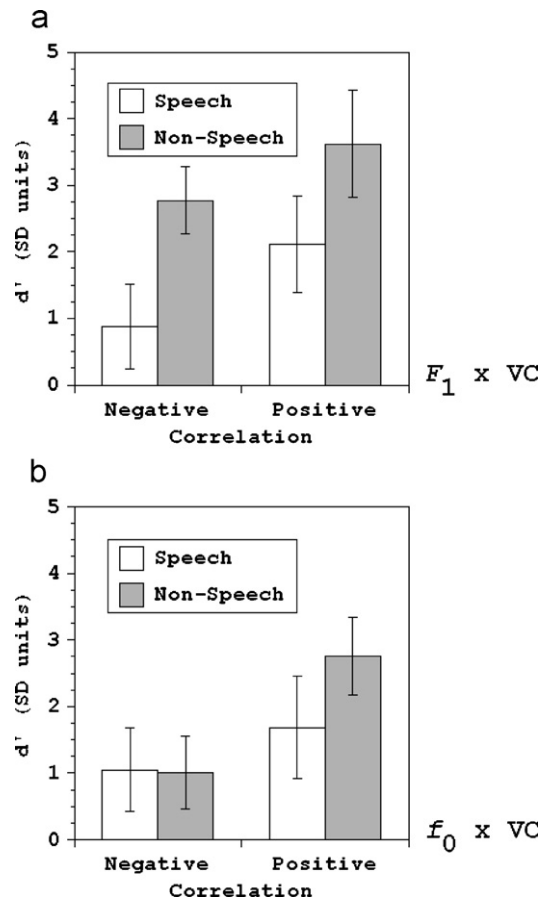 a
5
4
3
2
1
0
d' (SD units)
Speech
Non-Speech
Negative Positive
Correlation
F1 x VC
b
5
4
3
2
1
0
d' (SD units)
Speech
Non-Speech
Negative Positive
Correlation
f0 x VC